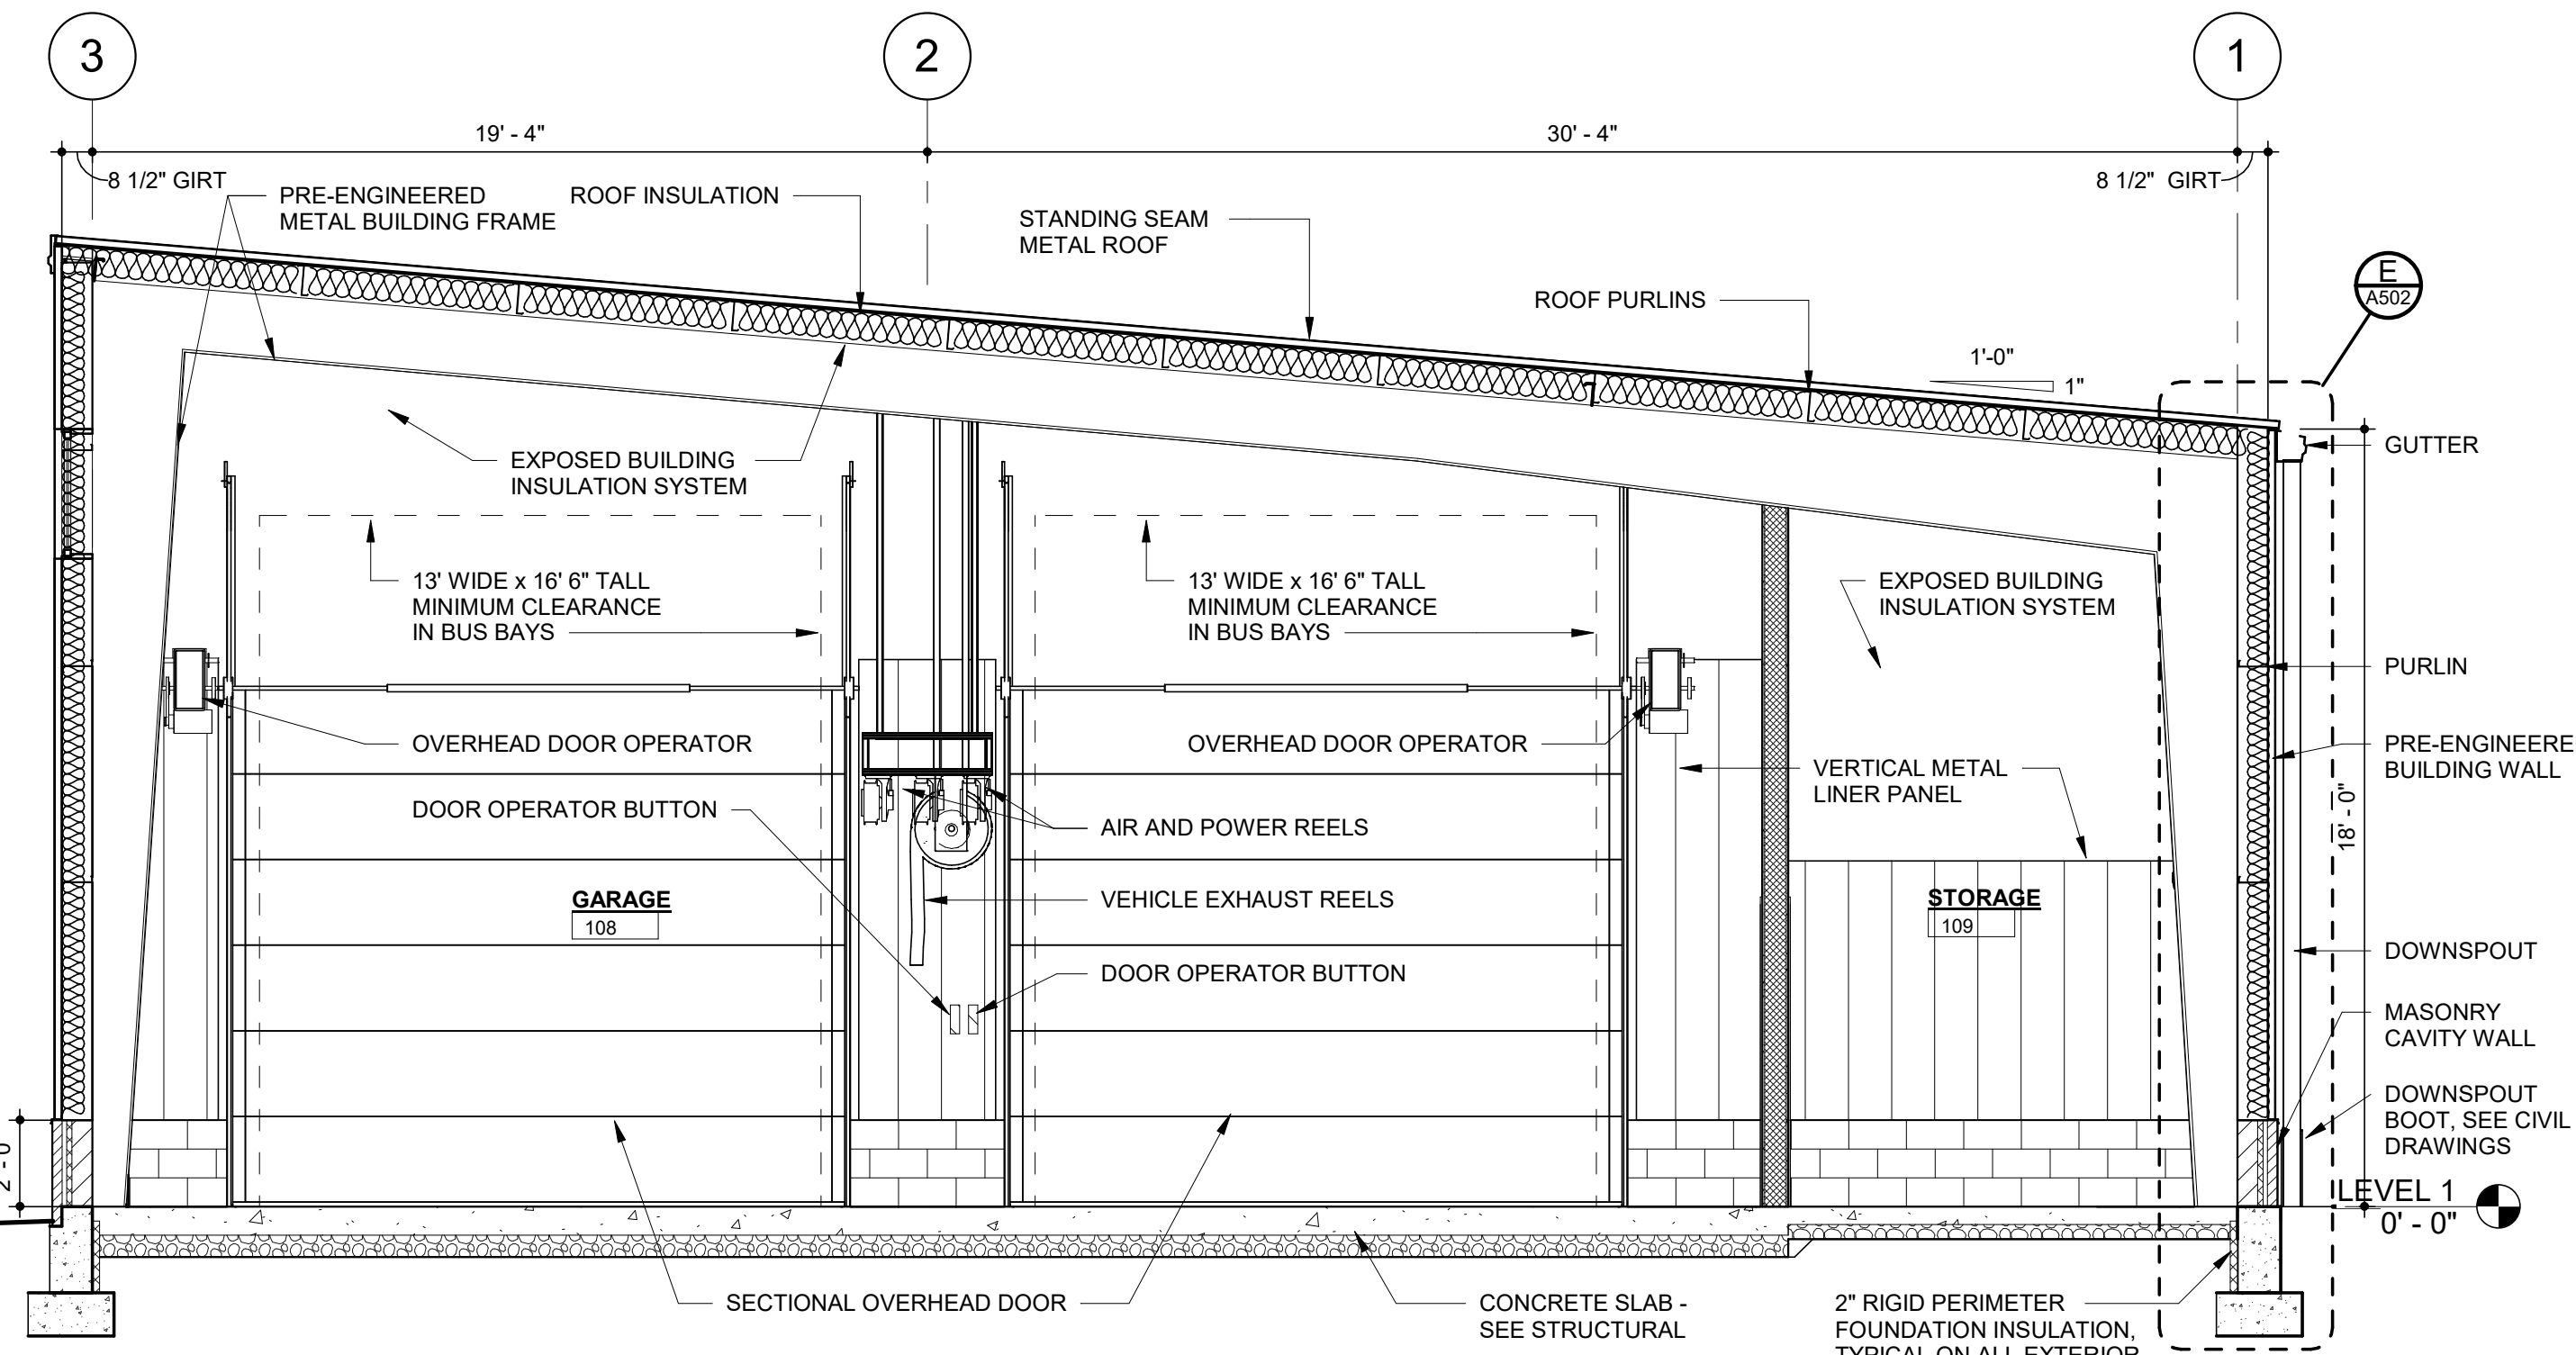 3
2
1
19' - 4"
30' - 4"
8 1/2" GIRT
8 1/2"  GIRT
PRE-ENGINEERED
METAL BUILDING FRAME
ROOF INSULATION
STANDING SEAM
METAL ROOF
ROOF PURLINS
E
A502
1'-0"
1"
GUTTER
EXPOSED BUILDING
INSULATION SYSTEM
13' WIDE x 16' 6" TALL
MINIMUM CLEARANCE
IN BUS BAYS
13' WIDE x 16' 6" TALL
MINIMUM CLEARANCE
IN BUS BAYS
EXPOSED BUILDING
INSULATION SYSTEM
PURLIN
OVERHEAD DOOR OPERATOR
OVERHEAD DOOR OPERATOR
PRE-ENGINEERE
BUILDING WALL
VERTICAL METAL
LINER PANEL
DOOR OPERATOR BUTTON
AIR AND POWER REELS
18' - 0"
GARAGE
108
VEHICLE EXHAUST REELS
STORAGE
109
DOWNSPOUT
DOOR OPERATOR BUTTON
MASONRY
CAVITY WALL
DOWNSPOUT
BOOT, SEE CIVIL
DRAWINGS
2' - 0
LEVEL 1
0' - 0"
SECTIONAL OVERHEAD DOOR
CONCRETE SLAB -
SEE STRUCTURAL
2" RIGID PERIMETER
FOUNDATION INSULATION,
TYPICAL ON ALL EXTERIOR